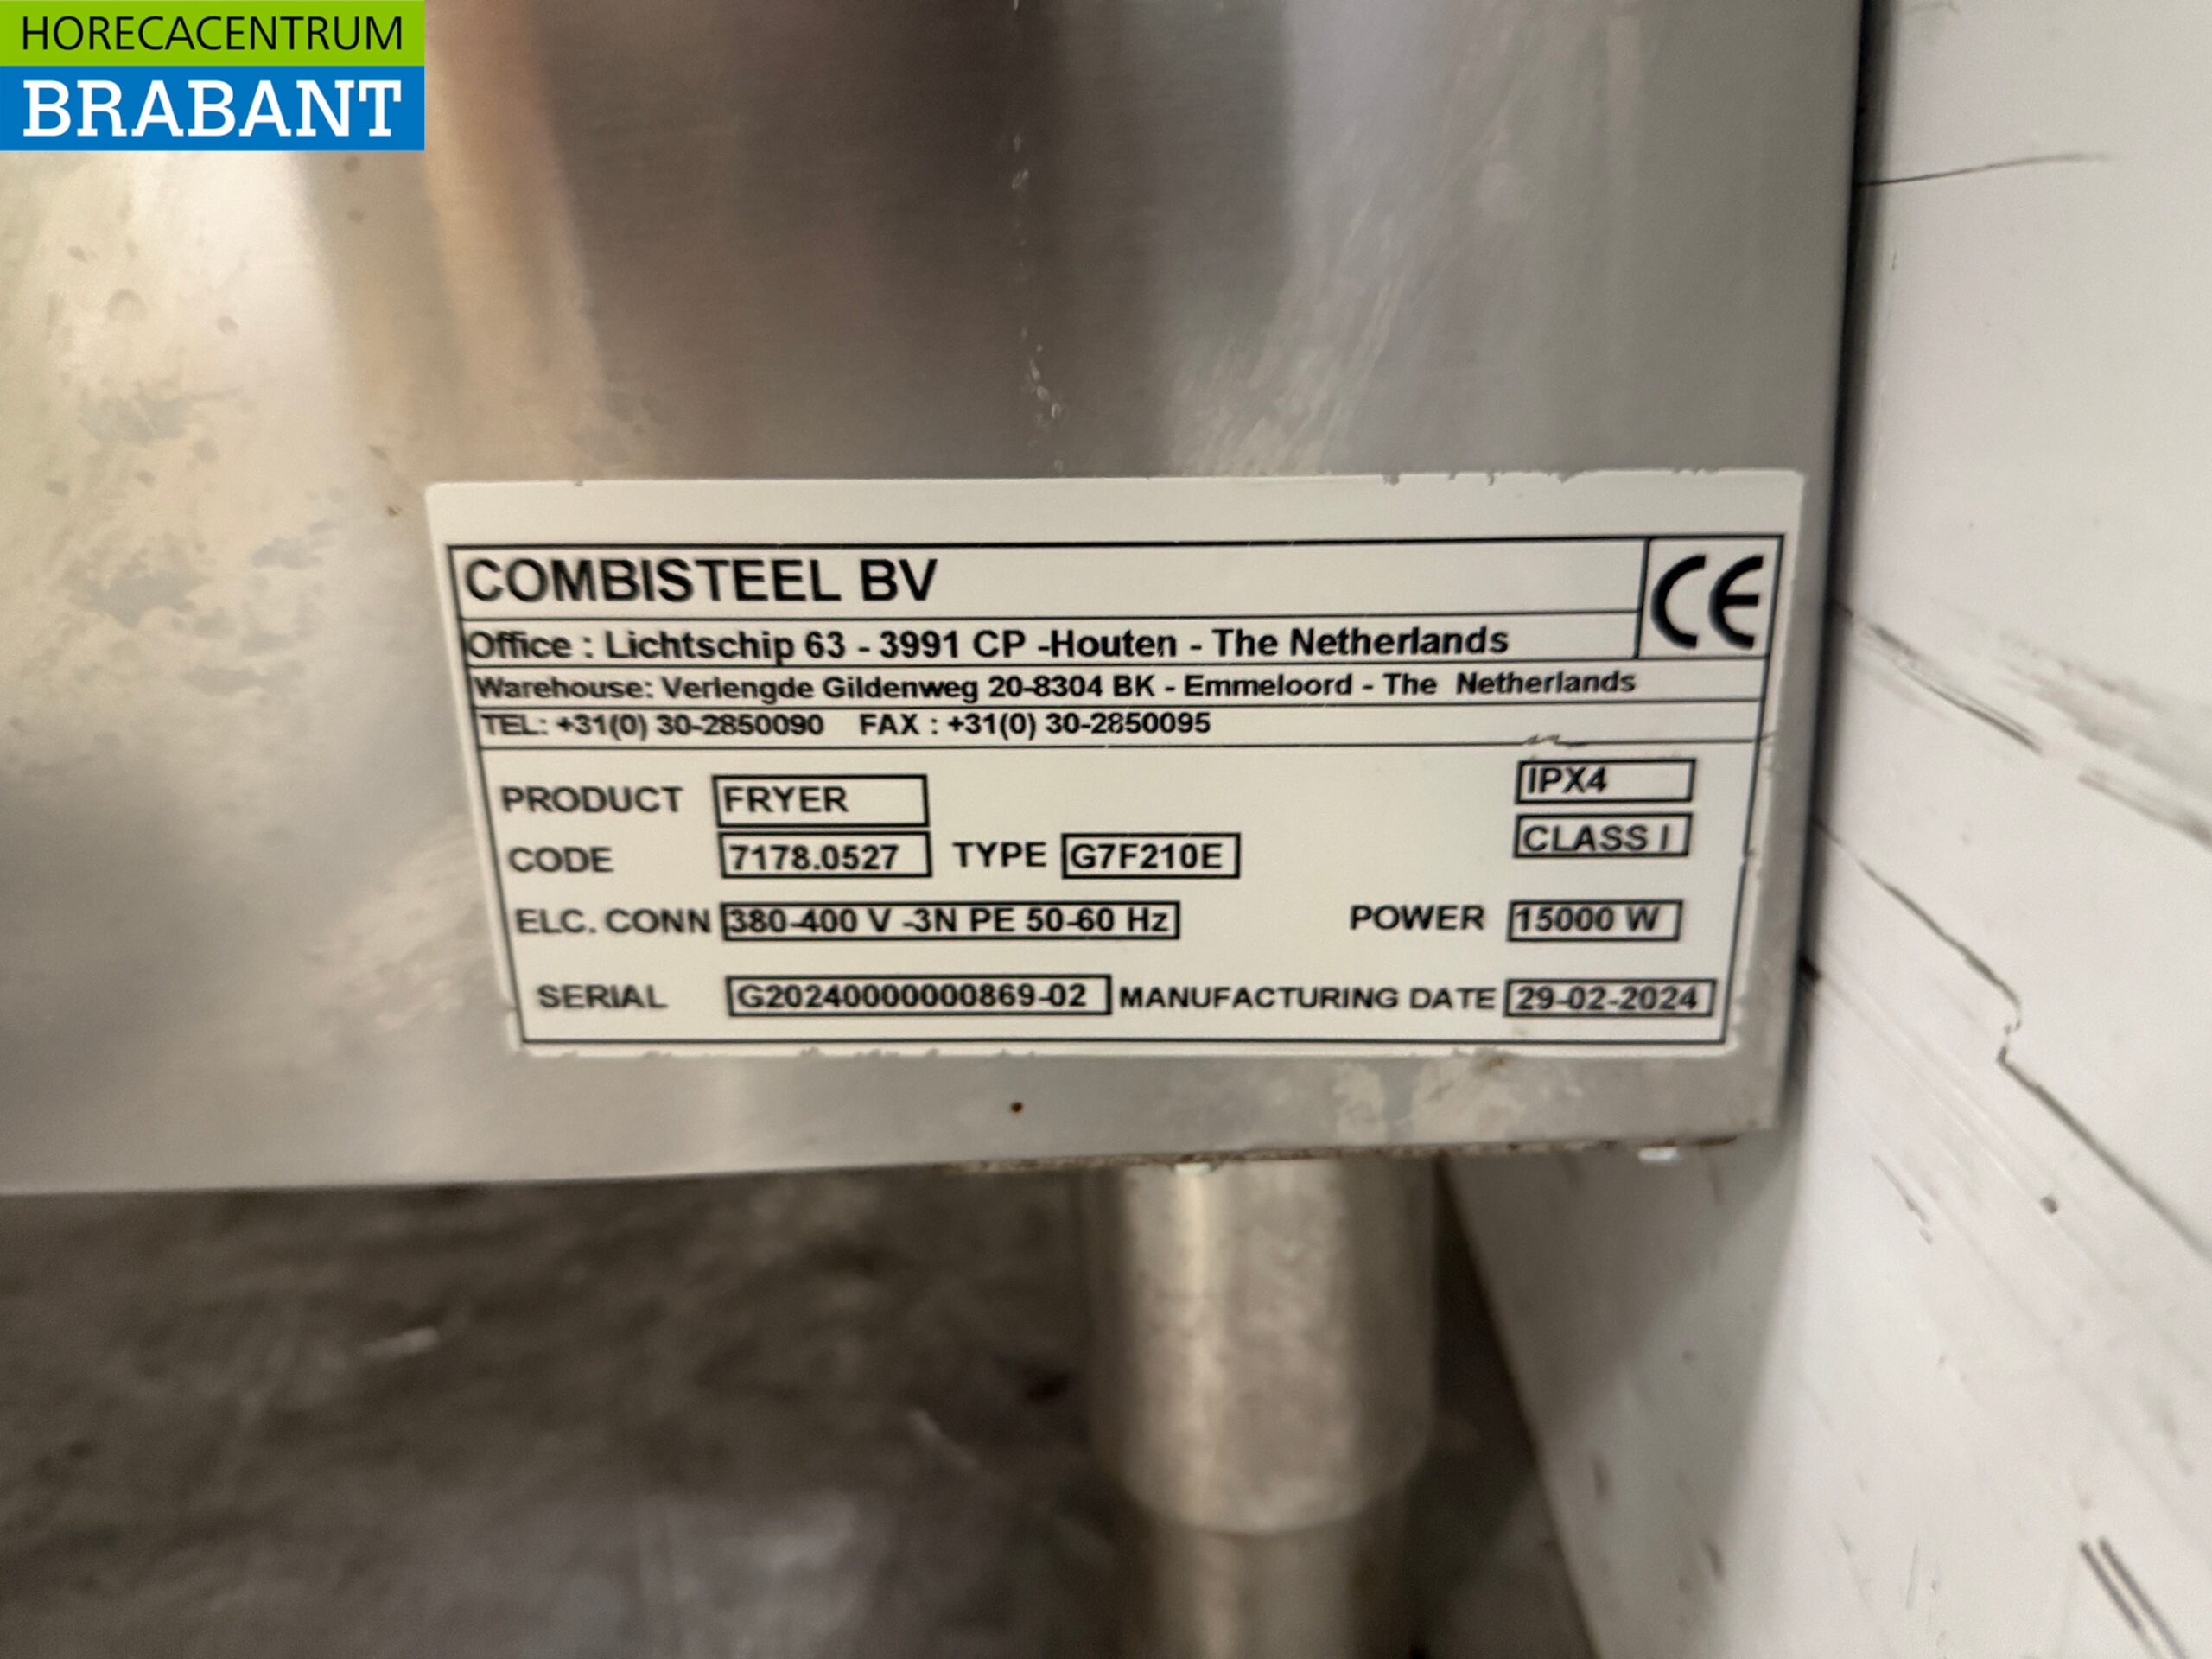 HORECACENTRUM
BRABANT
COMBISTEEL BV
CE
Office : Lichtschip 63 - 3991 CP -Houten - The Netherlands
Warehouse: Verlengde Gildenweg 20-8304 BK - Emmeloord - The Netherlands
TEL: +31(0) 30-2850090 FAX : +31(0) 30-2850095
PRODUCT FRYER IPX4
CODE 7178.0527 TYPE G7F210E CLASS I
ELC. CONN 380-400 V -3N PE 50-60 Hz POWER 15000 W
SERIAL G20240000000869-02 MANUFACTURING DATE 29-02-2024